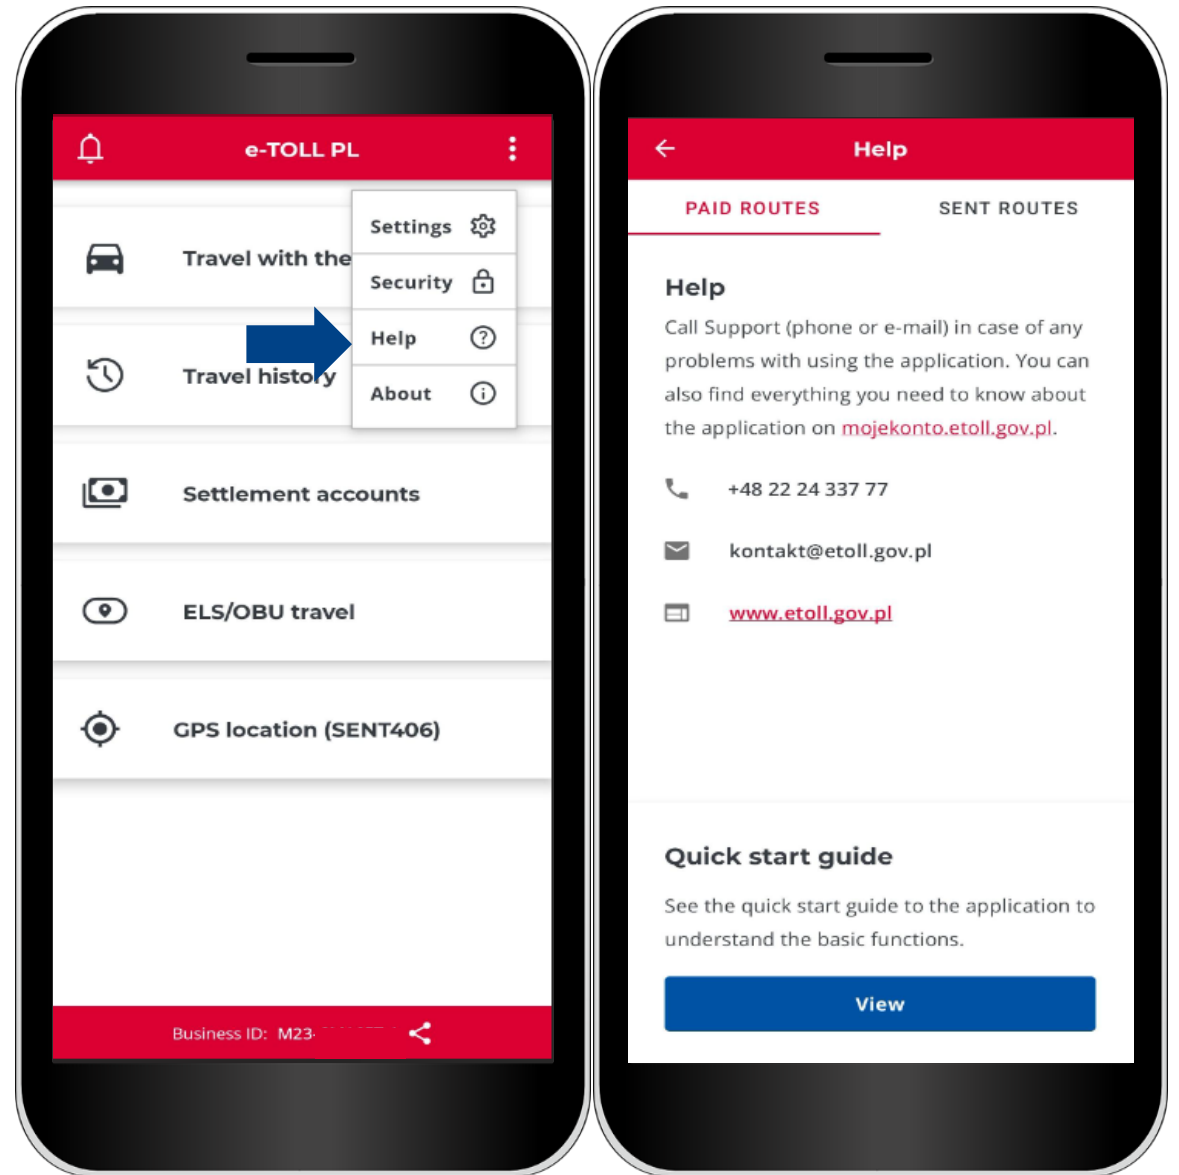 e-TOLL PL
Settings
Travel with the
Security
Help
Travel history
About
Settlement accounts
ELS/OBU travel
GPS location (SENT406)
Business ID: M23-
Help
PAID ROUTES
SENT ROUTES
Help
Call Support (phone or e-mail) in case of any
problems with using the application. You can
also find everything you need to know about
the application on mojekonto.etoll.gov.pl.
+48 22 24 337 77
kontakt@etoll.gov.pl
www.etoll.gov.pl
Quick start guide
See the quick start guide to the application to
understand the basic functions.
View